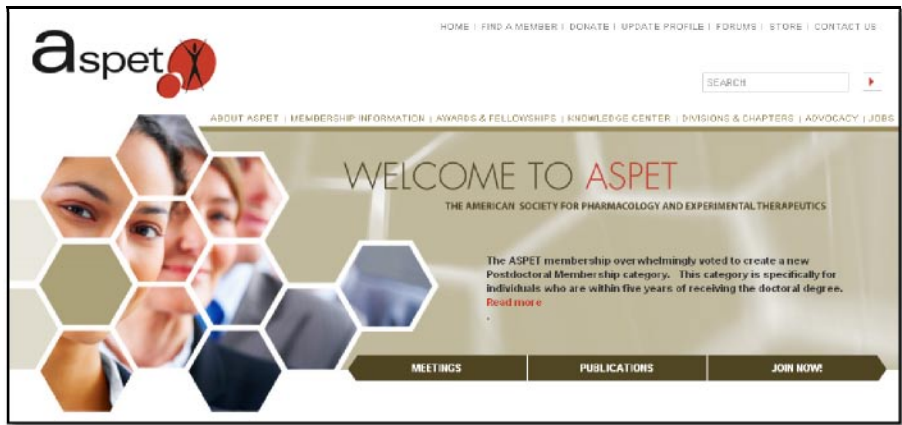 aspet
HOME | FIND A MEMBER | DONATE | UPDATE PROFILE | FORUMS | STORE | CONTACT US
SEARCH
ABOUT ASPET | MEMBERSHIP INFORMATION | AWARDS & FELLOWSHIPS | KNOWLEDGE CENTER | DIVISIONS & CHAPTERS | ADVOCACY | JOBS
WELCOME TO ASPET
THE AMERICAN SOCIETY FOR PHARMACOLOGY AND EXPERIMENTAL THERAPEUTICS
The ASPET membership overwhelmingly voted to create a new
Postdoctoral Membership category. This category is specifically for
individuals who are within five years of receiving the doctoral degree.
Read more
.
MEETINGS
PUBLICATIONS
JOIN NOW!